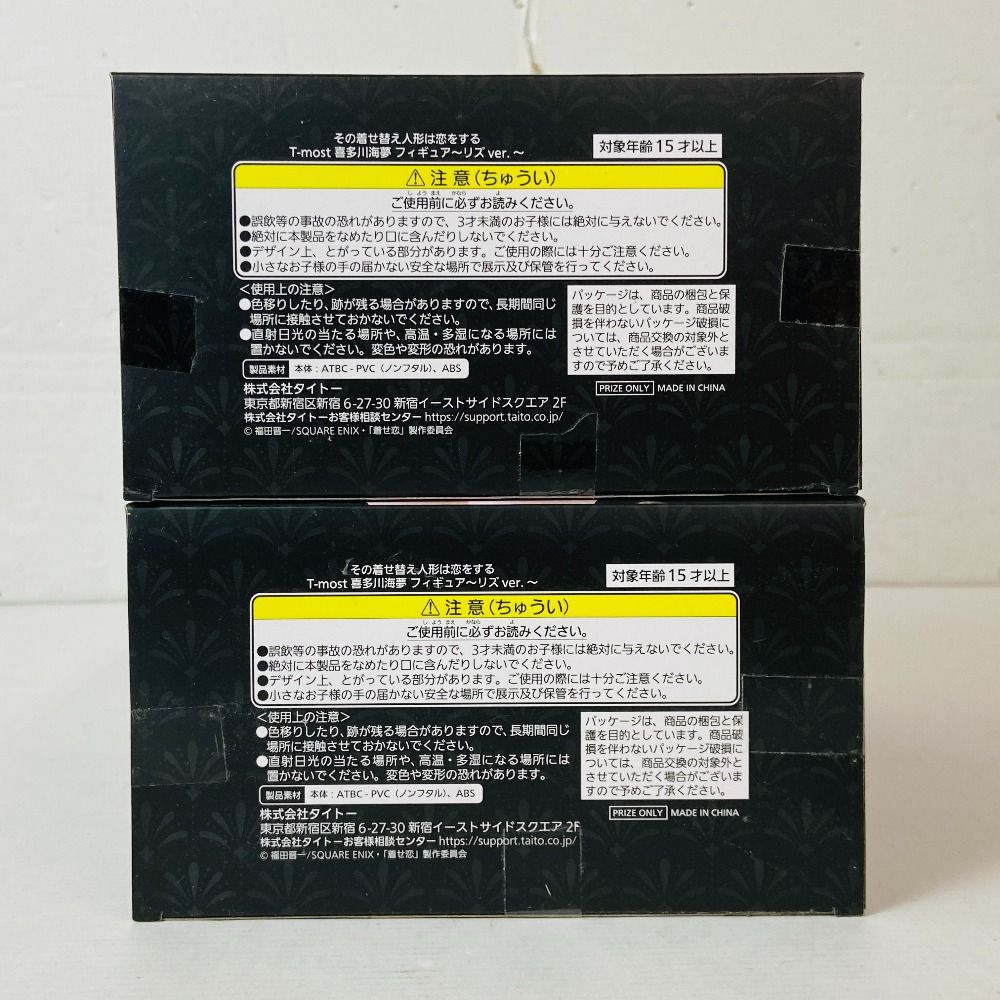 その着せ替え人形は恋をする
T-most 喜多川海夢 フィギュア～リズ ver. ～
対象年齢 15 才以上
⚠ 注 意 (ちゅうい)
しよう まえ かなら よ
ご使用前に必ずお読みください。
●誤飲等の事故の恐れがありますので、3才未満のお子様には絶対に与えないでください。
●絶対に本製品をなめたり口に含んだりしないでください。
●デザイン上、とがっている部分があります。ご使用の際には十分ご注意ください。
●小さなお子様の手の届かない安全な場所で展示及び保管を行ってください。
＜使用上の注意＞
●色移りしたり、跡が残る場合がありますので、長期間同じ
場所に接触させておかないでください。
●直射日光の当たる場所や、高温・多湿になる場所には
置かないでください。変色や変形の恐れがあります。
製品素材 本体 : ATBC - PVC (ノンフタル)、ABS
パッケージは、商品の梱包と保
護を目的としています。商品破
損を伴わないパッケージ破損に
ついては、商品交換の対象外と
させていただく場合がございま
すので予めご了承ください。
PRIZE ONLY MADE IN CHINA
株式会社タイトー
東京都新宿区新宿 6-27-30 新宿イーストサイドスクエア 2F
株式会社タイトーお客様相談センター https://support.taito.co.jp/
© 福田晋一/SQUARE ENIX・「着せ恋」製作委員会
その着せ替え人形は恋をする
T-most 喜多川海夢 フィギュア～リズ ver. ～
対象年齢 15 才以上
⚠ 注 意 (ちゅうい)
しよう まえ かなら よ
ご使用前に必ずお読みください。
●誤飲等の事故の恐れがありますので、3才未満のお子様には絶対に与えないでください。
●絶対に本製品をなめたり口に含んだりしないでください。
●デザイン上、とがっている部分があります。ご使用の際には十分ご注意ください。
●小さなお子様の手の届かない安全な場所で展示及び保管を行ってください。
＜使用上の注意＞
●色移りしたり、跡が残る場合がありますので、長期間同じ
場所に接触させておかないでください。
●直射日光の当たる場所や、高温・多湿になる場所には
置かないでください。変色や変形の恐れがあります。
製品素材 本体 : ATBC - PVC (ノンフタル)、ABS
パッケージは、商品の梱包と保
護を目的としています。商品破
損を伴わないパッケージ破損に
ついては、商品交換の対象外と
させていただく場合がございま
すので予めご了承ください。
PRIZE ONLY MADE IN CHINA
株式会社タイトー
東京都新宿区新宿 6-27-30 新宿イーストサイドスクエア 2F
株式会社タイトーお客様相談センター https://support.taito.co.jp/
© 福田晋一/SQUARE ENIX・「着せ恋」製作委員会